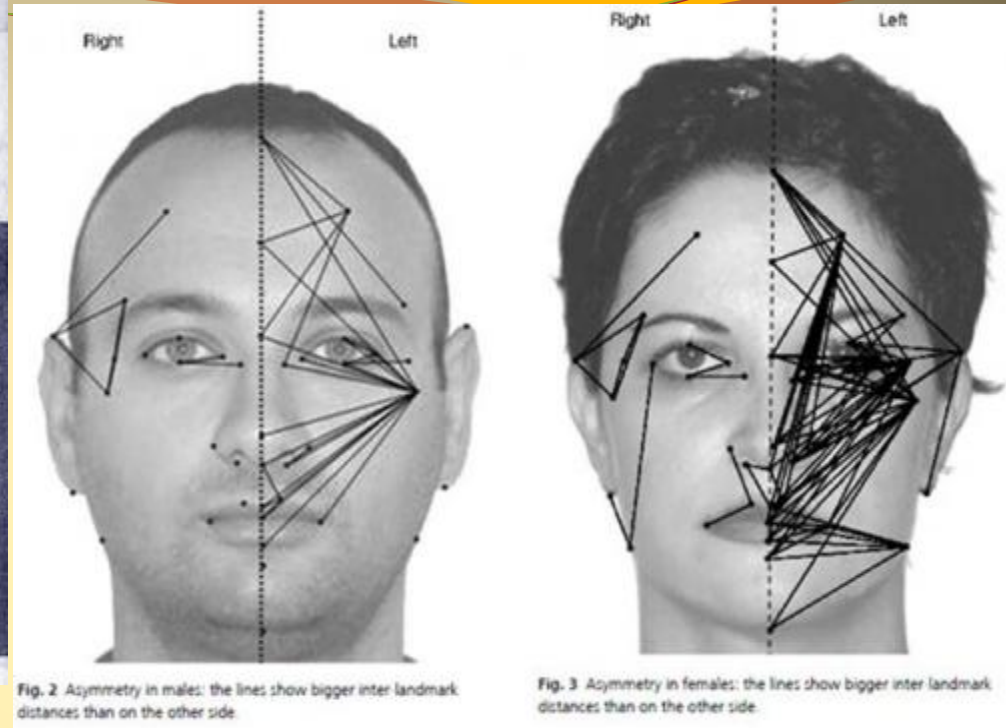 Right
Left
Right
Left
Fig. 2 Asymmetry in males: the lines show bigger inter landmark
distances than on the other side.
Fig. 3 Asymmetry in females: the lines show bigger inter landmark
distances than on the other side.